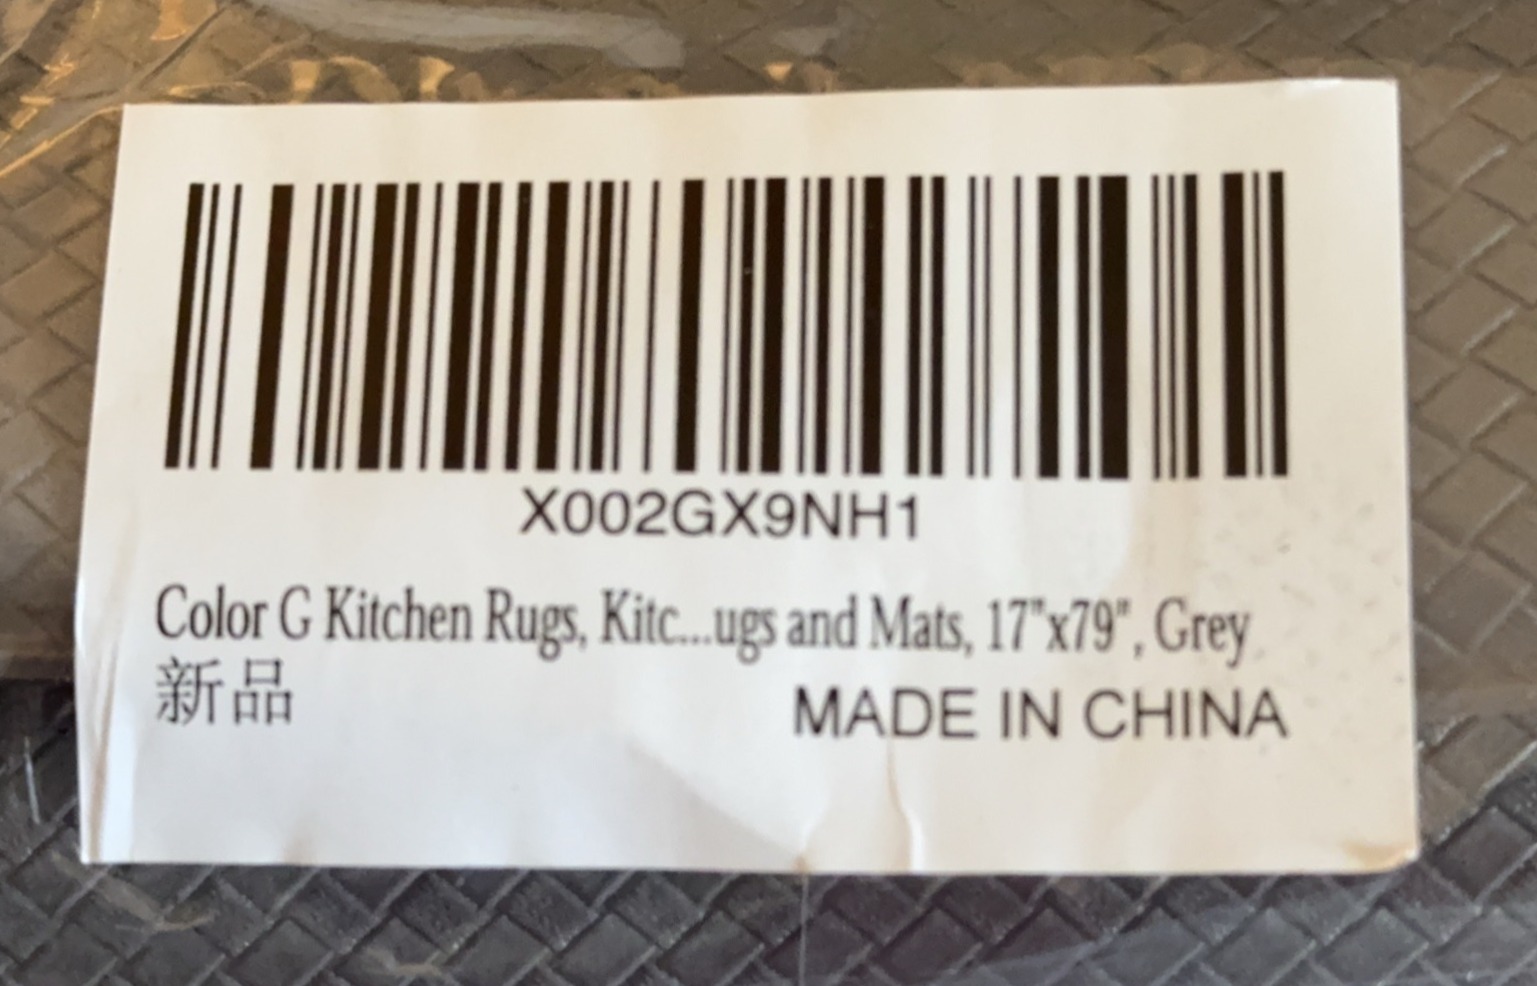 X002GX9NH1
Color G Kitchen Rugs, Kitc...ugs and Mats, 17"x79", Grey
新品
MADE IN CHINA